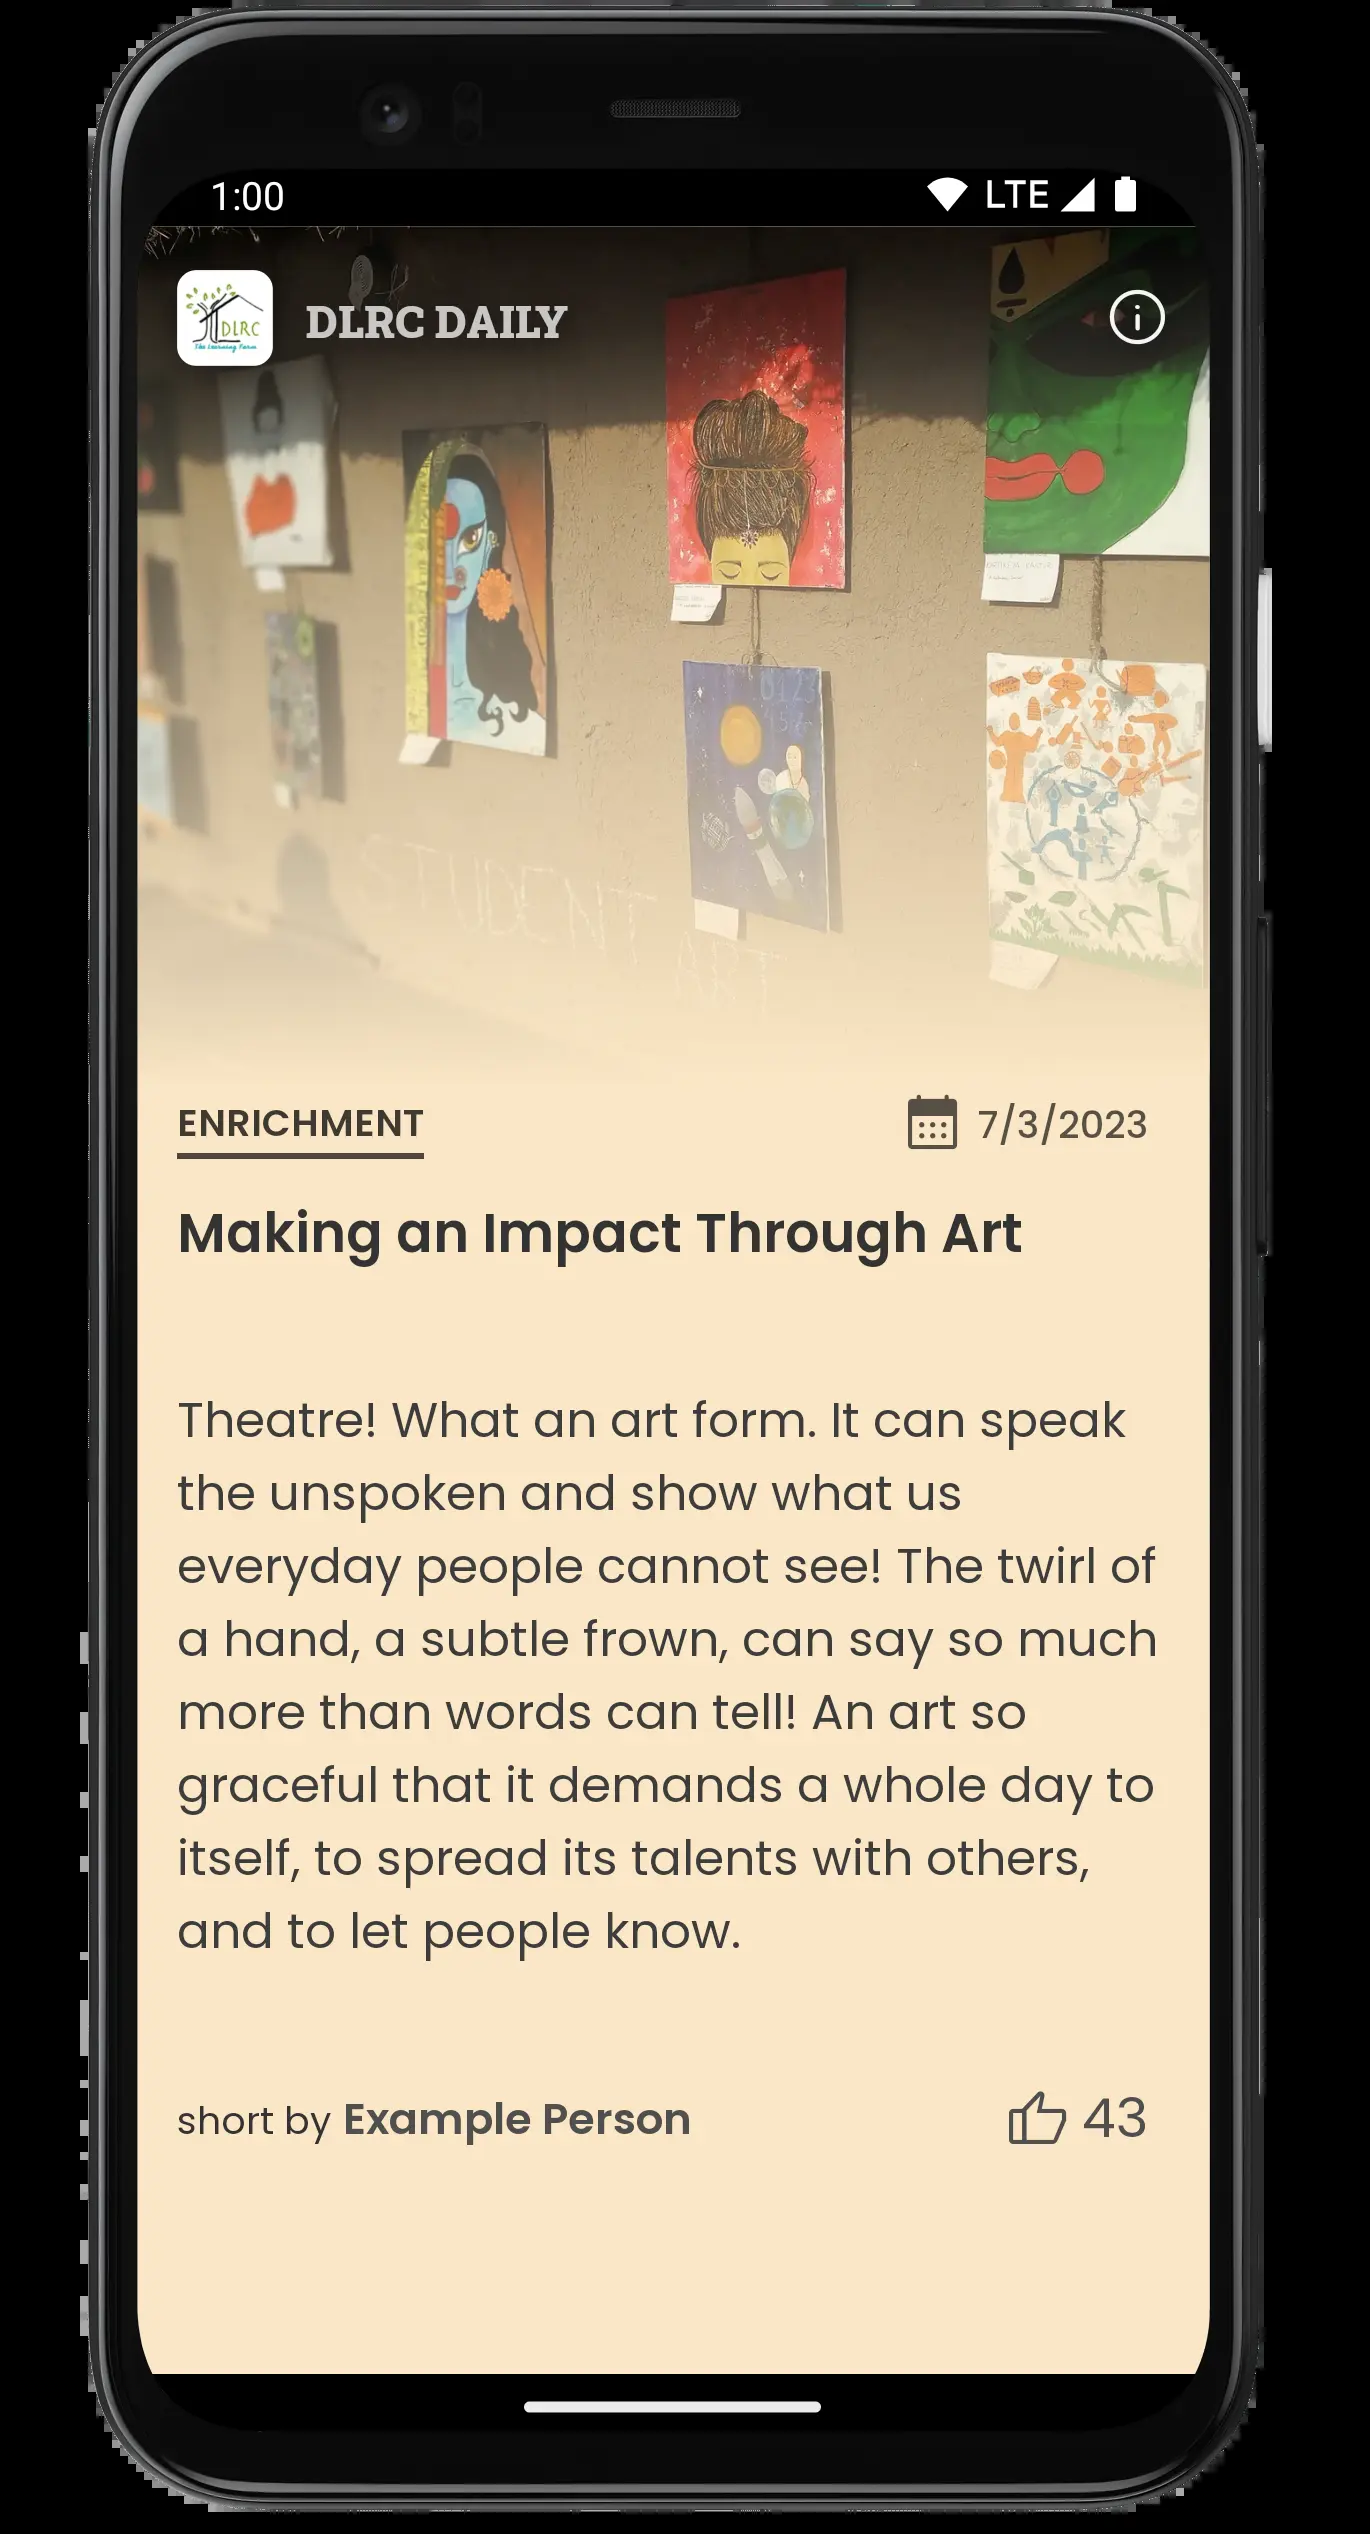 1:00
LTE
DLRC
The Learning Farm
DLRC DAILY
STUDENT
ART
ENRICHMENT
7/3/2023
Making an Impact Through Art
Theatre! What an art form. It can speak
the unspoken and show what us
everyday people cannot see! The twirl of
a hand, a subtle frown, can say so much
more than words can tell! An art so
graceful that it demands a whole day to
itself, to spread its talents with others,
and to let people know.
short by Example Person
43